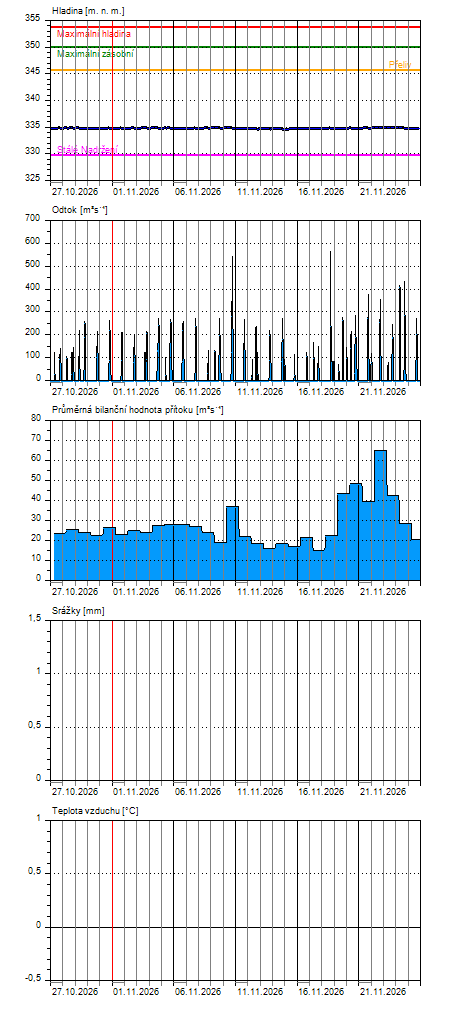 Hladina [m. n. m.]
355
Maximální hladina
350
Maximální zásobní
345
Přeliv
340
335
330
Stálé Nadržení
325
27.10.2026 01.11.2026 06.11.2026 11.11.2026 16.11.2026 21.11.2026
Odtok [m³s⁻¹]
700
600
500
400
300
200
100
0
27.10.2026 01.11.2026 06.11.2026 11.11.2026 16.11.2026 21.11.2026
Průměrná bilanční hodnota přítoku [m³s⁻¹]
80
70
60
50
40
30
20
10
0
27.10.2026 01.11.2026 06.11.2026 11.11.2026 16.11.2026 21.11.2026
Srážky [mm]
1,5
1
0,5
0
27.10.2026 01.11.2026 06.11.2026 11.11.2026 16.11.2026 21.11.2026
Teplota vzduchu [°C]
1
0,5
0
-0,5
27.10.2026 01.11.2026 06.11.2026 11.11.2026 16.11.2026 21.11.2026